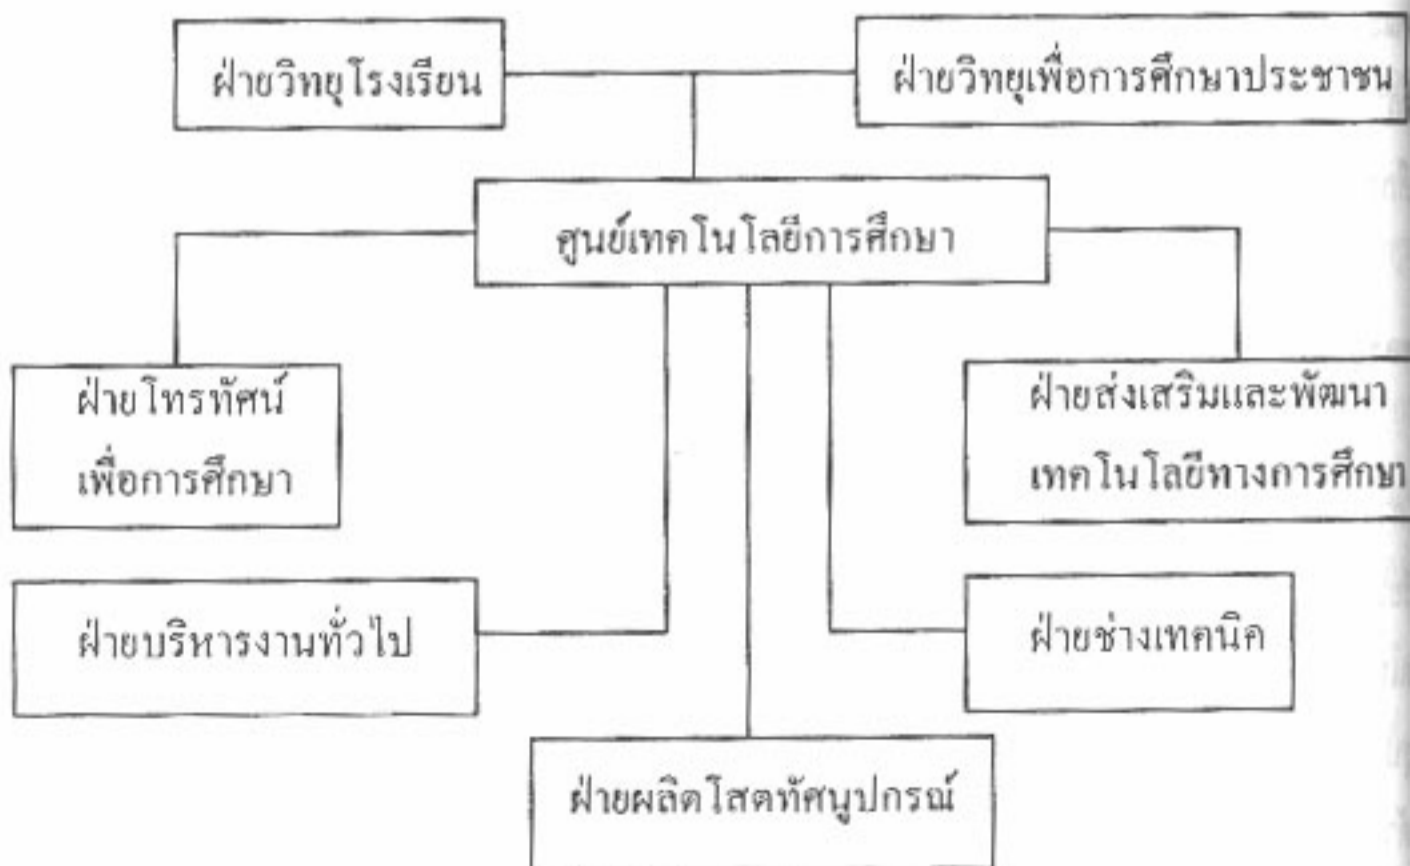 ฝ่ายวิทยุโรงเรียน
ฝ่ายวิทยุเพื่อการศึกษาประชาชน
ศูนย์เทคโนโลยีการศึกษา
ฝ่ายโทรทัศน์
เพื่อการศึกษา
ฝ่ายส่งเสริมและพัฒนา
เทคโนโลยีทางการศึกษา
ฝ่ายบริหารงานทั่วไป
ฝ่ายช่างเทคนิค
ฝ่ายผลิตโสตทัศนูปกรณ์